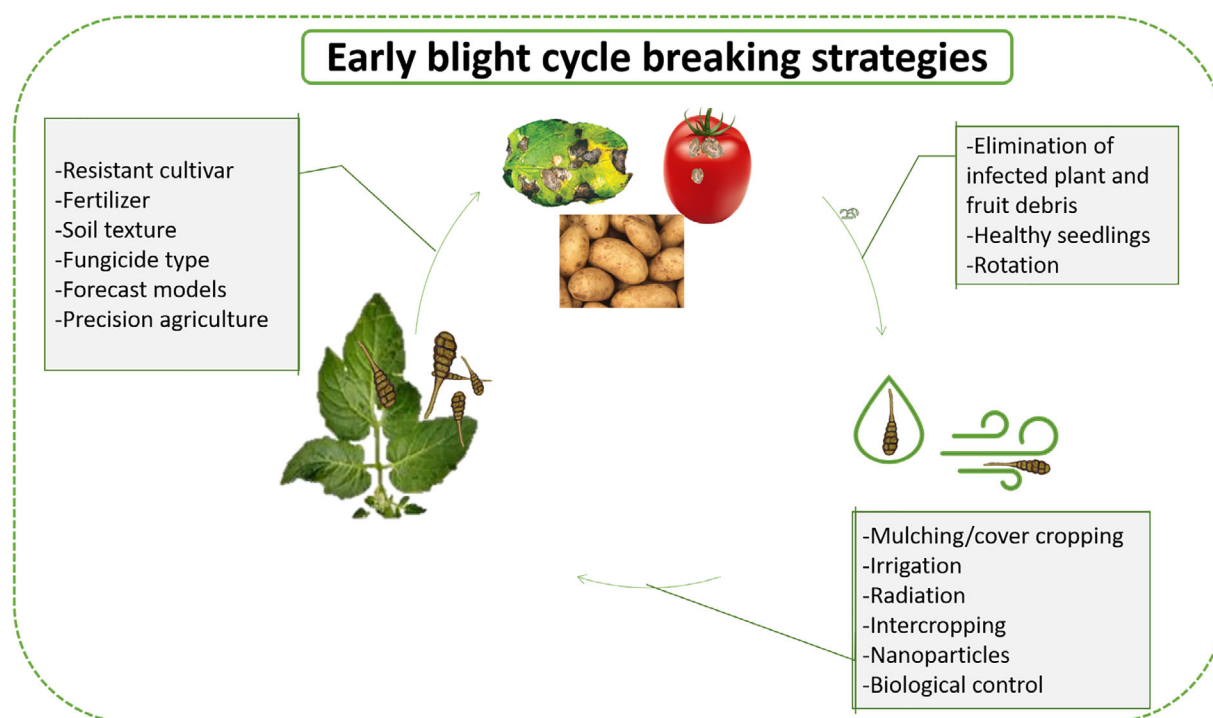 Early blight cycle breaking strategies
-Resistant cultivar
-Fertilizer
-Soil texture
-Fungicide type
-Forecast models
-Precision agriculture
-Elimination of
infected plant and
fruit debris
-Healthy seedlings
-Rotation
-Mulching/cover cropping
-Irrigation
-Radiation
-Intercropping
-Nanoparticles
-Biological control